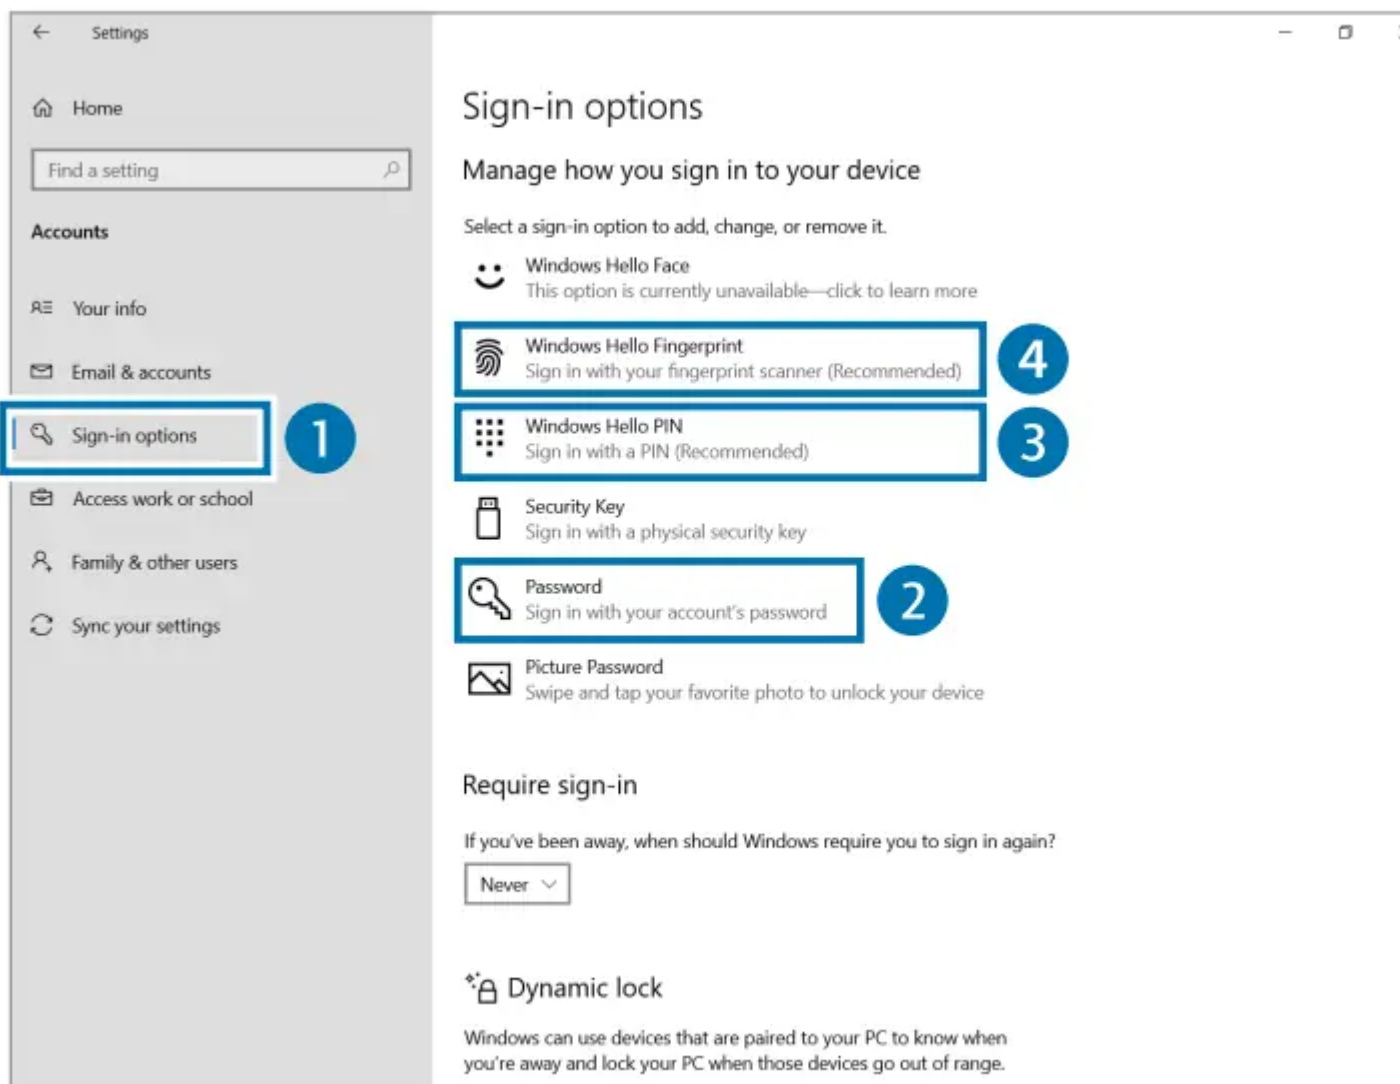 Settings
Home
Find a setting
Accounts
Your info
Email & accounts
Sign-in options
1
Access work or school
Family & other users
Sync your settings
Sign-in options
Manage how you sign in to your device
Select a sign-in option to add, change, or remove it.
Windows Hello Face
This option is currently unavailable—click to learn more
Windows Hello Fingerprint
Sign in with your fingerprint scanner (Recommended)
4
Windows Hello PIN
Sign in with a PIN (Recommended)
3
Security Key
Sign in with a physical security key
Password
Sign in with your account's password
2
Picture Password
Swipe and tap your favorite photo to unlock your device
Require sign-in
If you've been away, when should Windows require you to sign in again?
Never
Dynamic lock
Windows can use devices that are paired to your PC to know when
you're away and lock your PC when those devices go out of range.